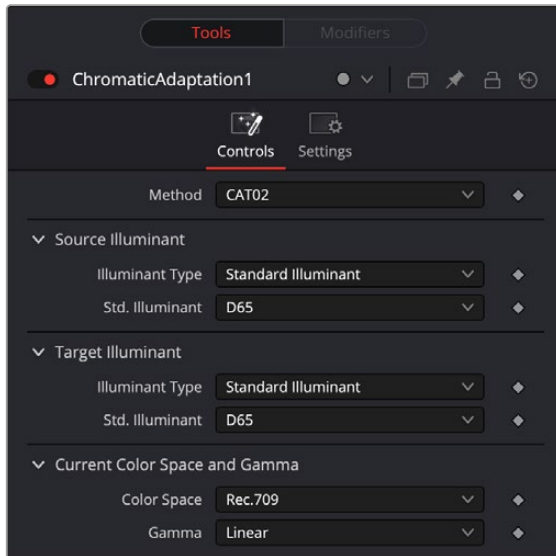 Tools Modifiers
ChromaticAdaptation1
Controls Settings
Method CAT02
Source Illuminant
Illuminant Type Standard Illuminant
Std. Illuminant D65
Target Illuminant
Illuminant Type Standard Illuminant
Std. Illuminant D65
Current Color Space and Gamma
Color Space Rec.709
Gamma Linear